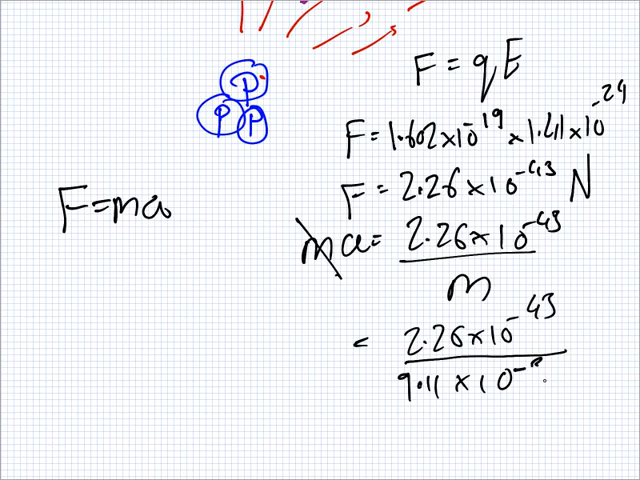 F = qE
P
P P
F = 1.602×10⁻¹⁹ × 1.411×10⁻²⁴
F = 2.26×10⁻⁴³ N
F=ma
ma = 2.26×10⁻⁴³
m
= 2.26×10⁻⁴³
9.11×10⁻